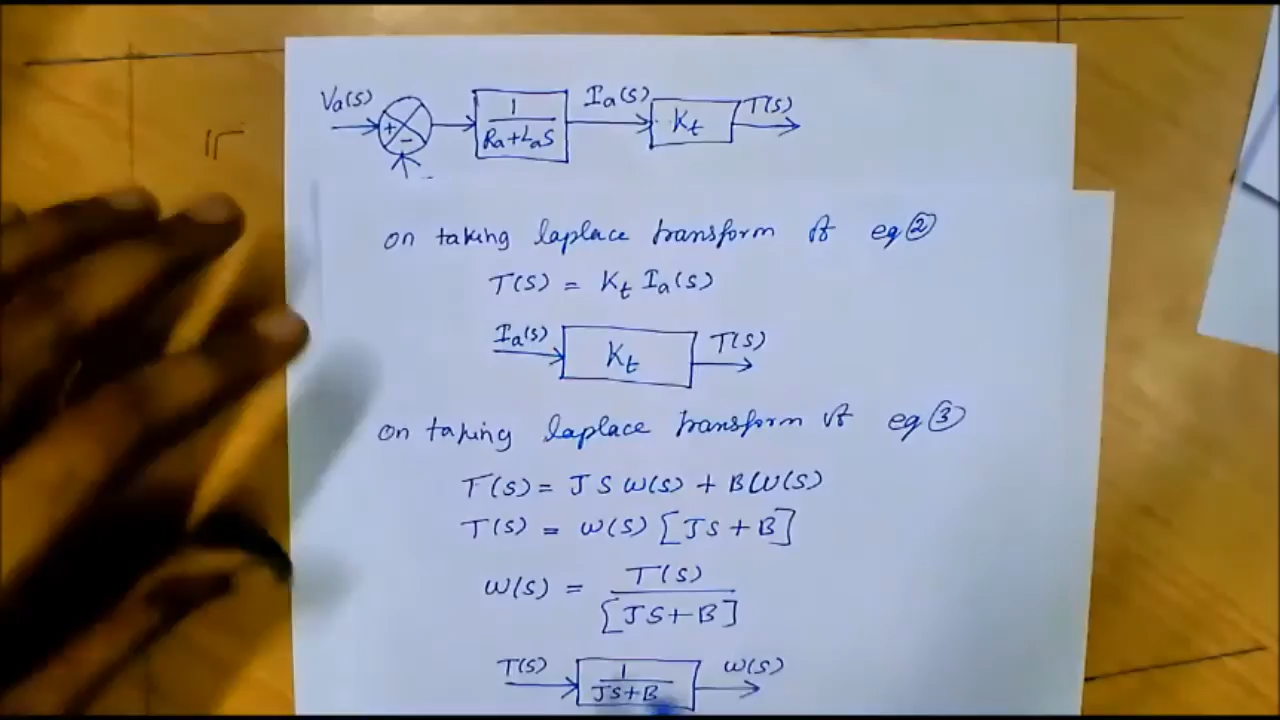 Va(s) + - 1/(Ra+LaS) Ia(s) Kt T(s)
on taking laplace transform of eq ②
T(s) = Kt Ia(s)
Ia(s) Kt T(s)
on taking laplace transform of eq ③
T(s) = J S ω(s) + B ω(s)
T(s) = ω(s) [JS + B]
ω(s) = T(s)/[JS+B]
T(s) 1/(JS+B) ω(s)